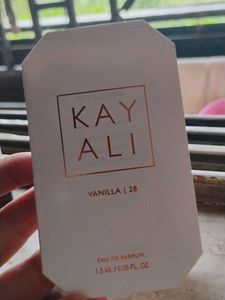 KAY
ALI
VANILLA | 28
EAU DE PARFUM
1.5 ML / 0.05 FL. OZ